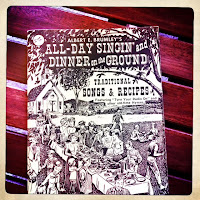 ALBERT E. BRUMLEY'S
ALL-DAY SINGIN' and
DINNER on the GROUND
TRADITIONAL
SONGS & RECIPES